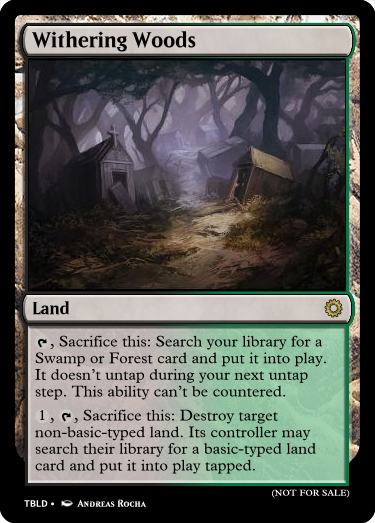 Withering Woods
Land
, Sacrifice this: Search your library for a
Swamp or Forest card and put it into play.
It doesn't untap during your next untap
step. This ability can't be countered.
1 , , Sacrifice this: Destroy target
non-basic-typed land. Its controller may
search their library for a basic-typed land
card and put it into play tapped.
(NOT FOR SALE)
TBLD • Andreas Rocha